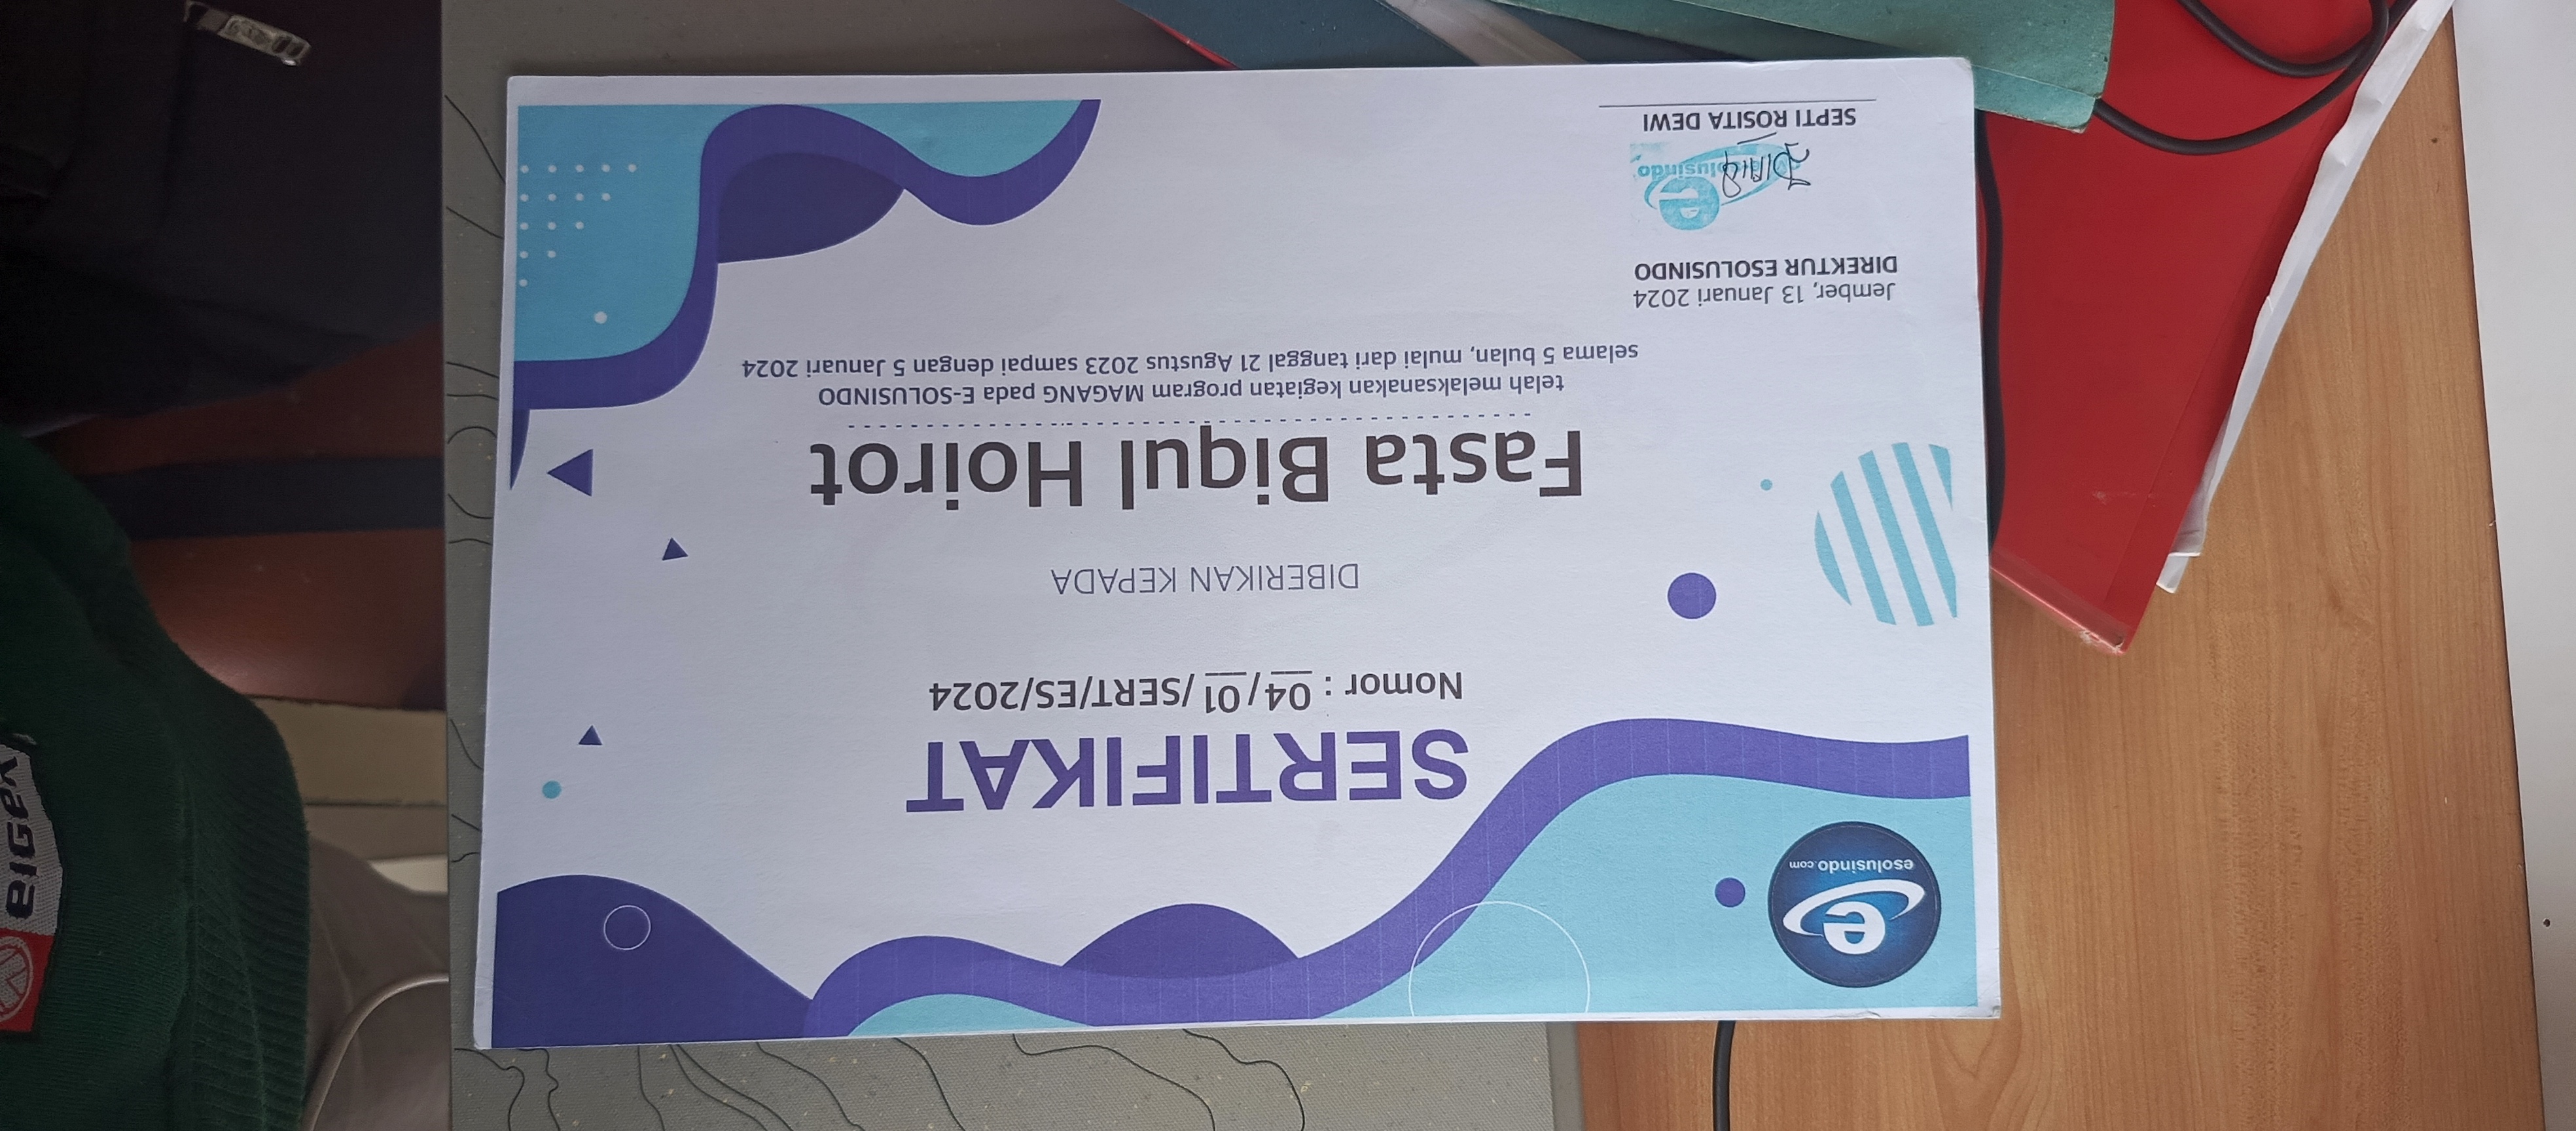 e
esolusindo.com
SERTIFIKAT
Nomor : 04/01/SERT/ES/2024
DIBERIKAN KEPADA
Fasta Biqul Hoirot
telah melaksanakan kegiatan program MAGANG pada E-SOLUSINDO
selama 5 bulan, mulai dari tanggal 21 Agustus 2023 sampai dengan 5 Januari 2024
Jember, 13 Januari 2024
DIREKTUR ESOLUSINDO
e
SEPTI ROSITA DEWI
EIGER